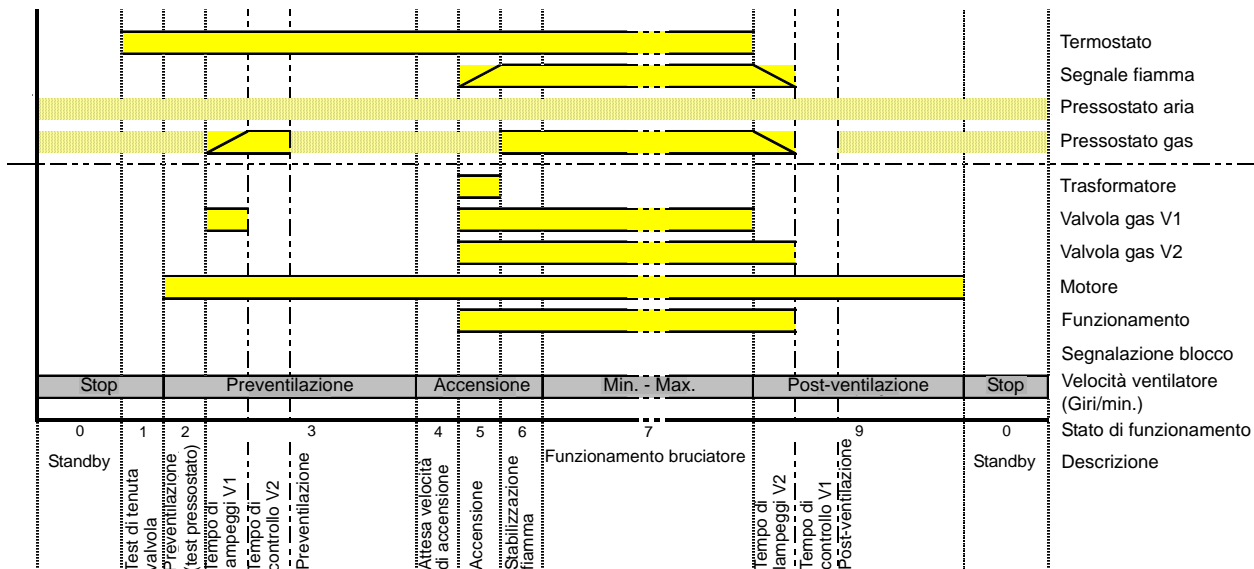 Termostato
Segnale fiamma
Pressostato aria
Pressostato gas
Trasformatore
Valvola gas V1
Valvola gas V2
Motore
Funzionamento
Segnalazione blocco
Stop Preventilazione Accensione Min. - Max. Post-ventilazione Stop Velocità ventilatore
(Giri/min.)
0 1 2 3 4 5 6 7 9 0 Stato di funzionamento
Standby Funzionamento bruciatore Standby Descrizione
Test di tenuta
valvola
Preventilazione
(test pressostato)
Tempo di
lampeggi V1
Tempo di
controllo V2
Preventilazione
Attesa velocità
di accensione
Accensione
Stabilizzazione
fiamma
Tempo di
lampeggi V2
Tempo di
controllo V1
Post-ventilazione